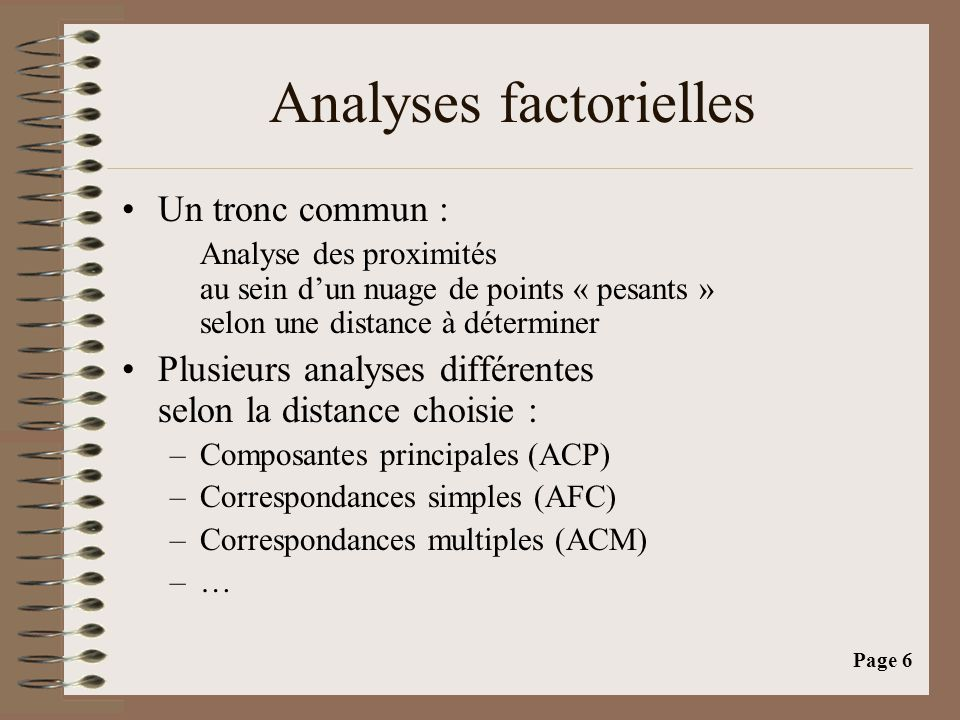 Analyses factorielles
• Un tronc commun :
Analyse des proximités
au sein d’un nuage de points « pesants »
selon une distance à déterminer
• Plusieurs analyses différentes
selon la distance choisie :
–Composantes principales (ACP)
–Correspondances simples (AFC)
–Correspondances multiples (ACM)
–…
Page 6